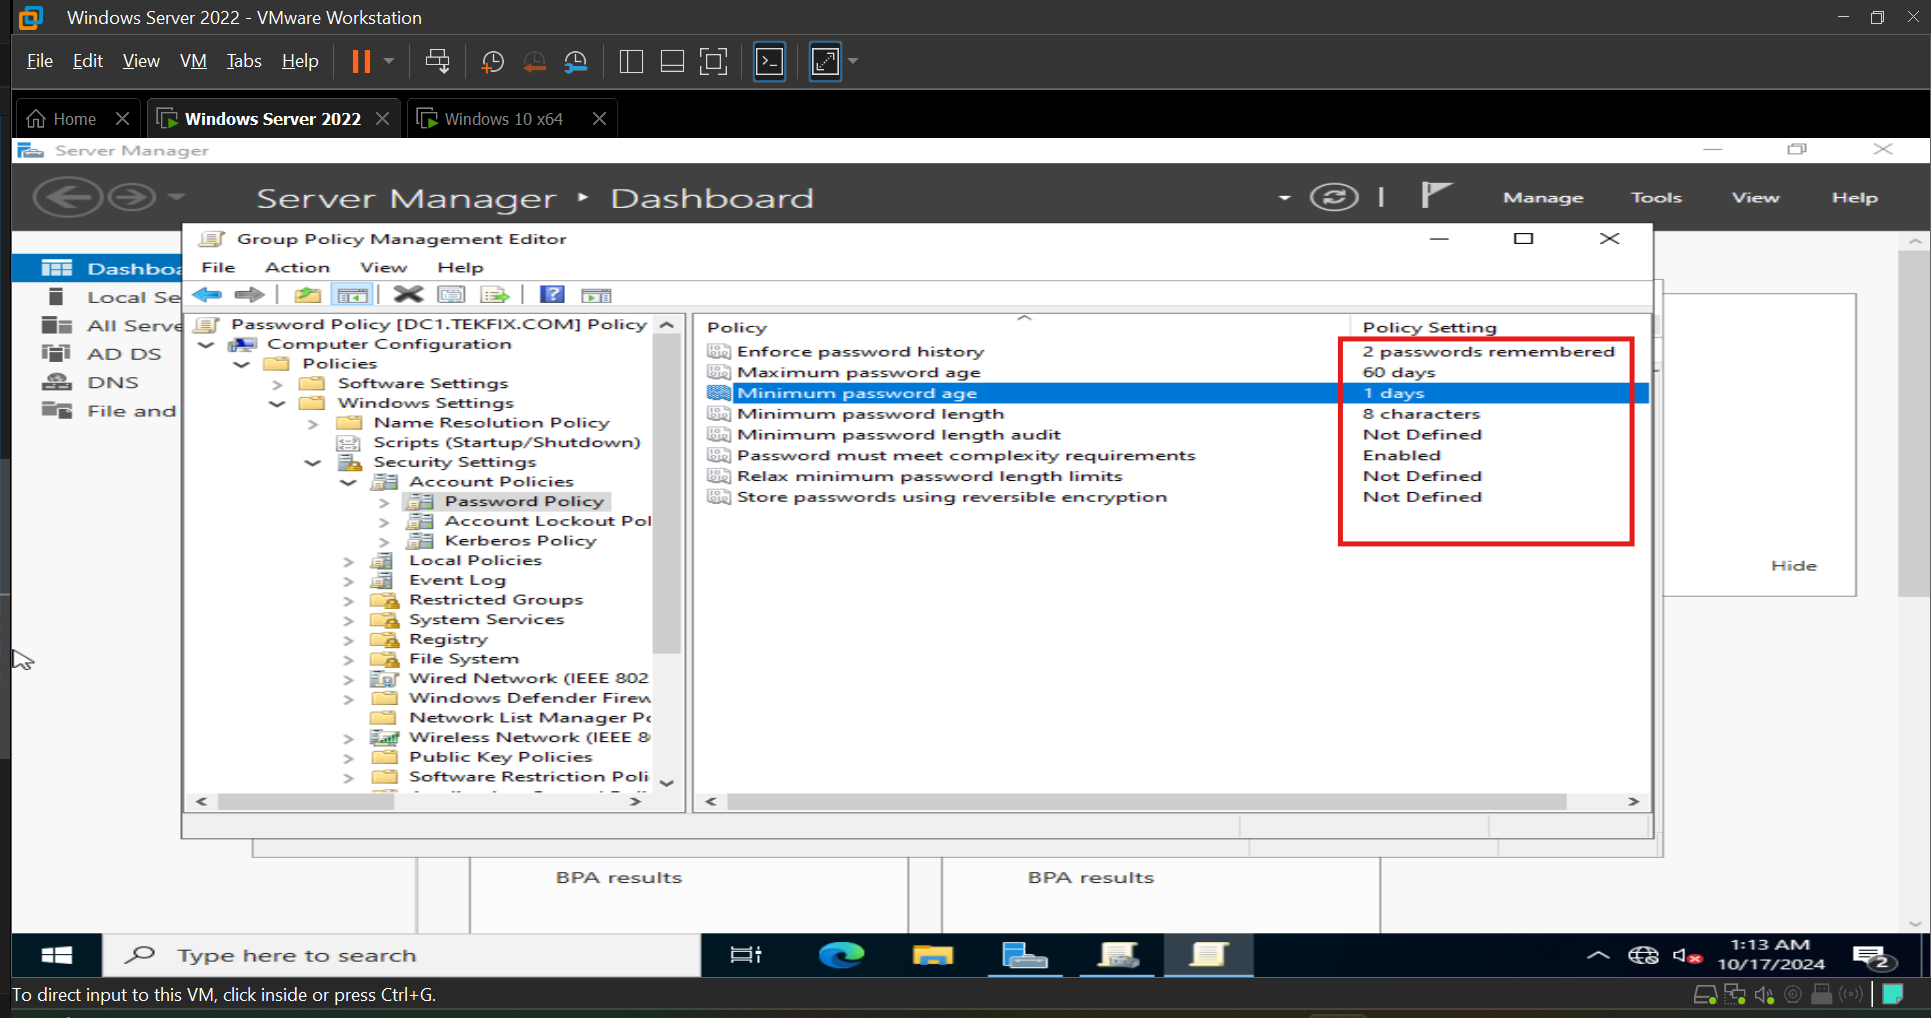 Windows Server 2022 - VMware Workstation
File Edit View VM Tabs Help
Home
Windows Server 2022
Windows 10 x64
Server Manager
Server Manager Dashboard
Manage Tools View Help
Dashboa
Local Se
All Serve
AD DS
DNS
File and
Group Policy Management Editor
File Action View Help
Password Policy [DC1.TEKFIX.COM] Policy
Computer Configuration
Policies
Software Settings
Windows Settings
Name Resolution Policy
Scripts (Startup/Shutdown)
Security Settings
Account Policies
Password Policy
Account Lockout Pol
Kerberos Policy
Local Policies
Event Log
Restricted Groups
System Services
Registry
File System
Wired Network (IEEE 802
Windows Defender Firew
Network List Manager Po
Wireless Network (IEEE 8
Public Key Policies
Software Restriction Poli
Policy Policy Setting
Enforce password history 2 passwords remembered
Maximum password age 60 days
Minimum password age 1 days
Minimum password length 8 characters
Minimum password length audit Not Defined
Password must meet complexity requirements Enabled
Relax minimum password length limits Not Defined
Store passwords using reversible encryption Not Defined
Hide
BPA results
BPA results
Type here to search
1:13 AM
10/17/2024
2
To direct input to this VM, click inside or press Ctrl+G.